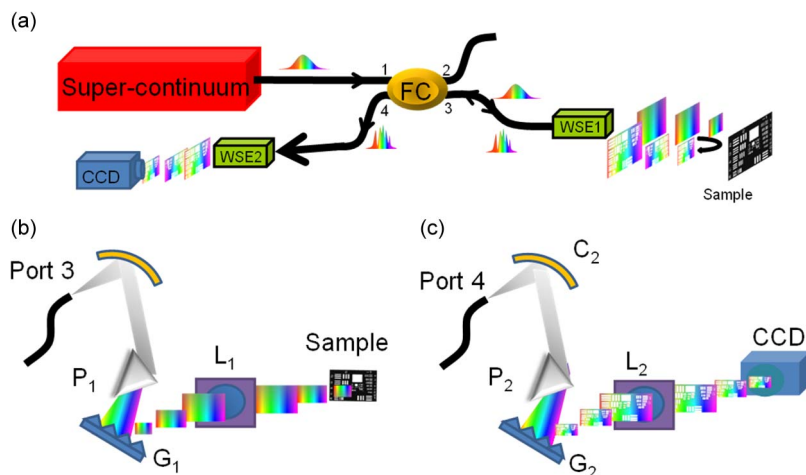 (a)
Super-continuum
1
2
FC
4
3
WSE1
WSE2
CCD
Sample
(b)
(c)
C2
Port 3
Port 4
CCD
Sample
L1
L2
P1
P2
G1
G2